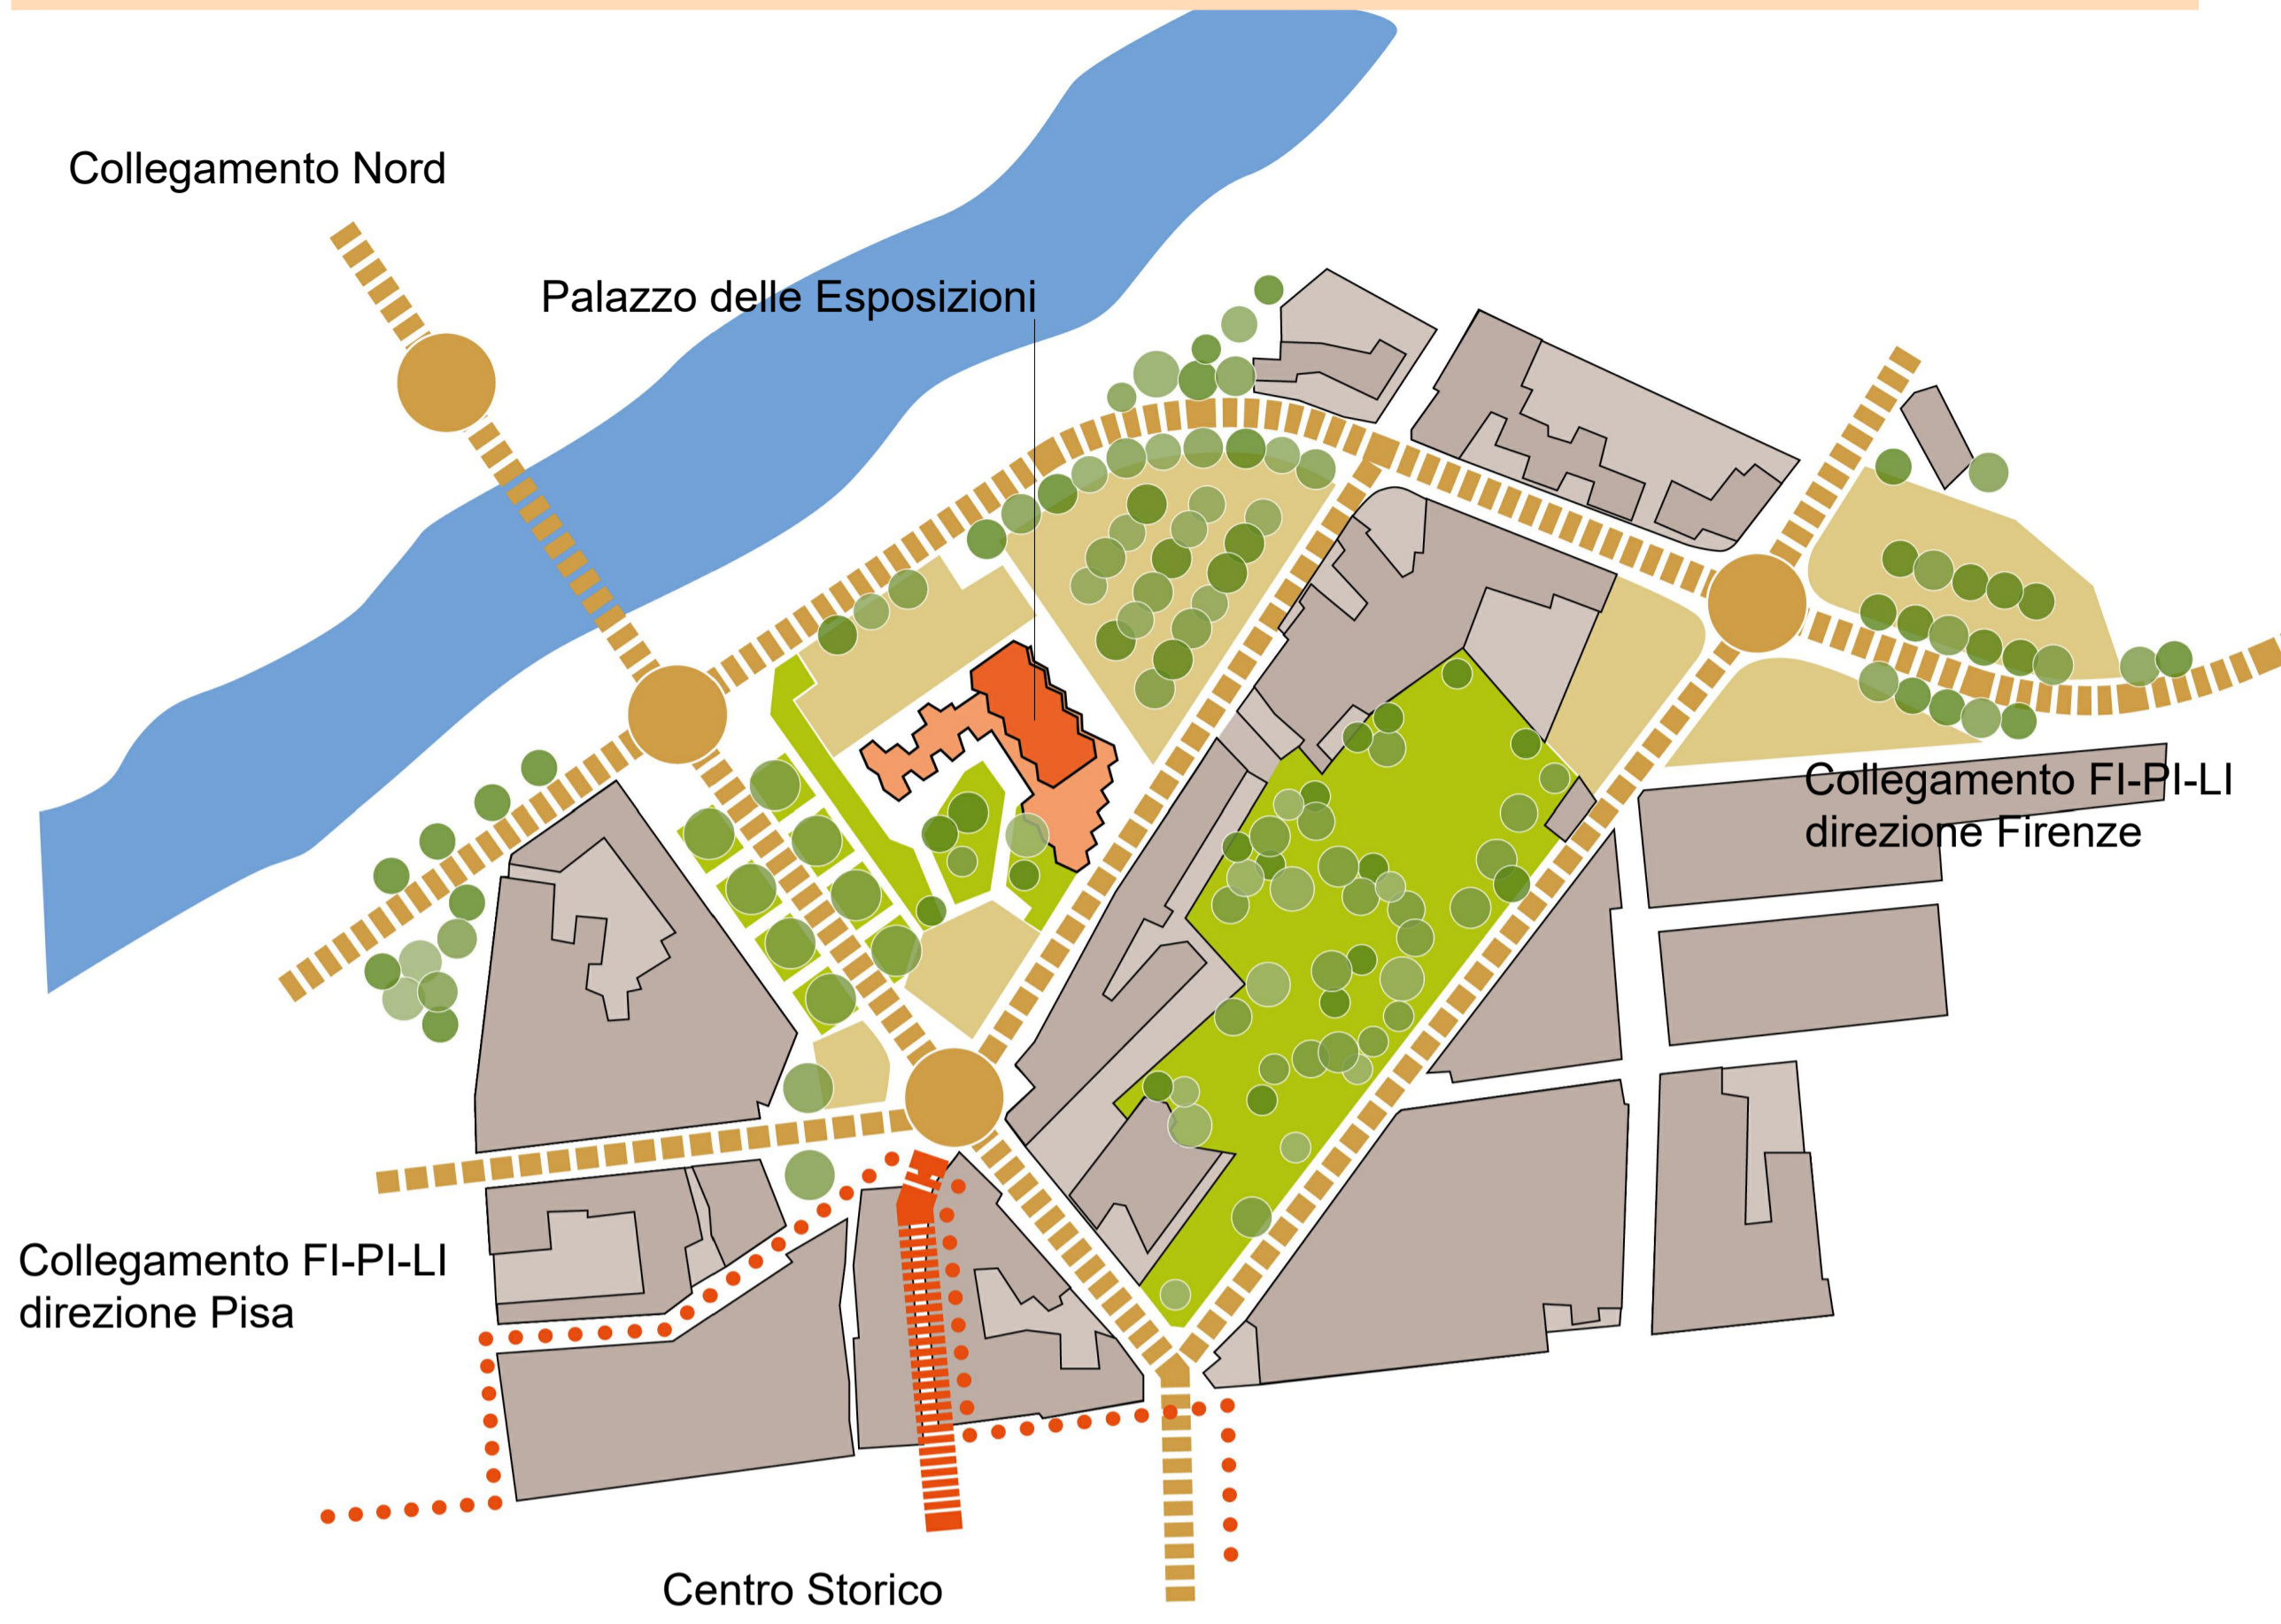 Collegamento Nord
Palazzo delle Esposizioni
Collegamento FI-PI-LI
direzione Firenze
Collegamento FI-PI-LI
direzione Pisa
Centro Storico